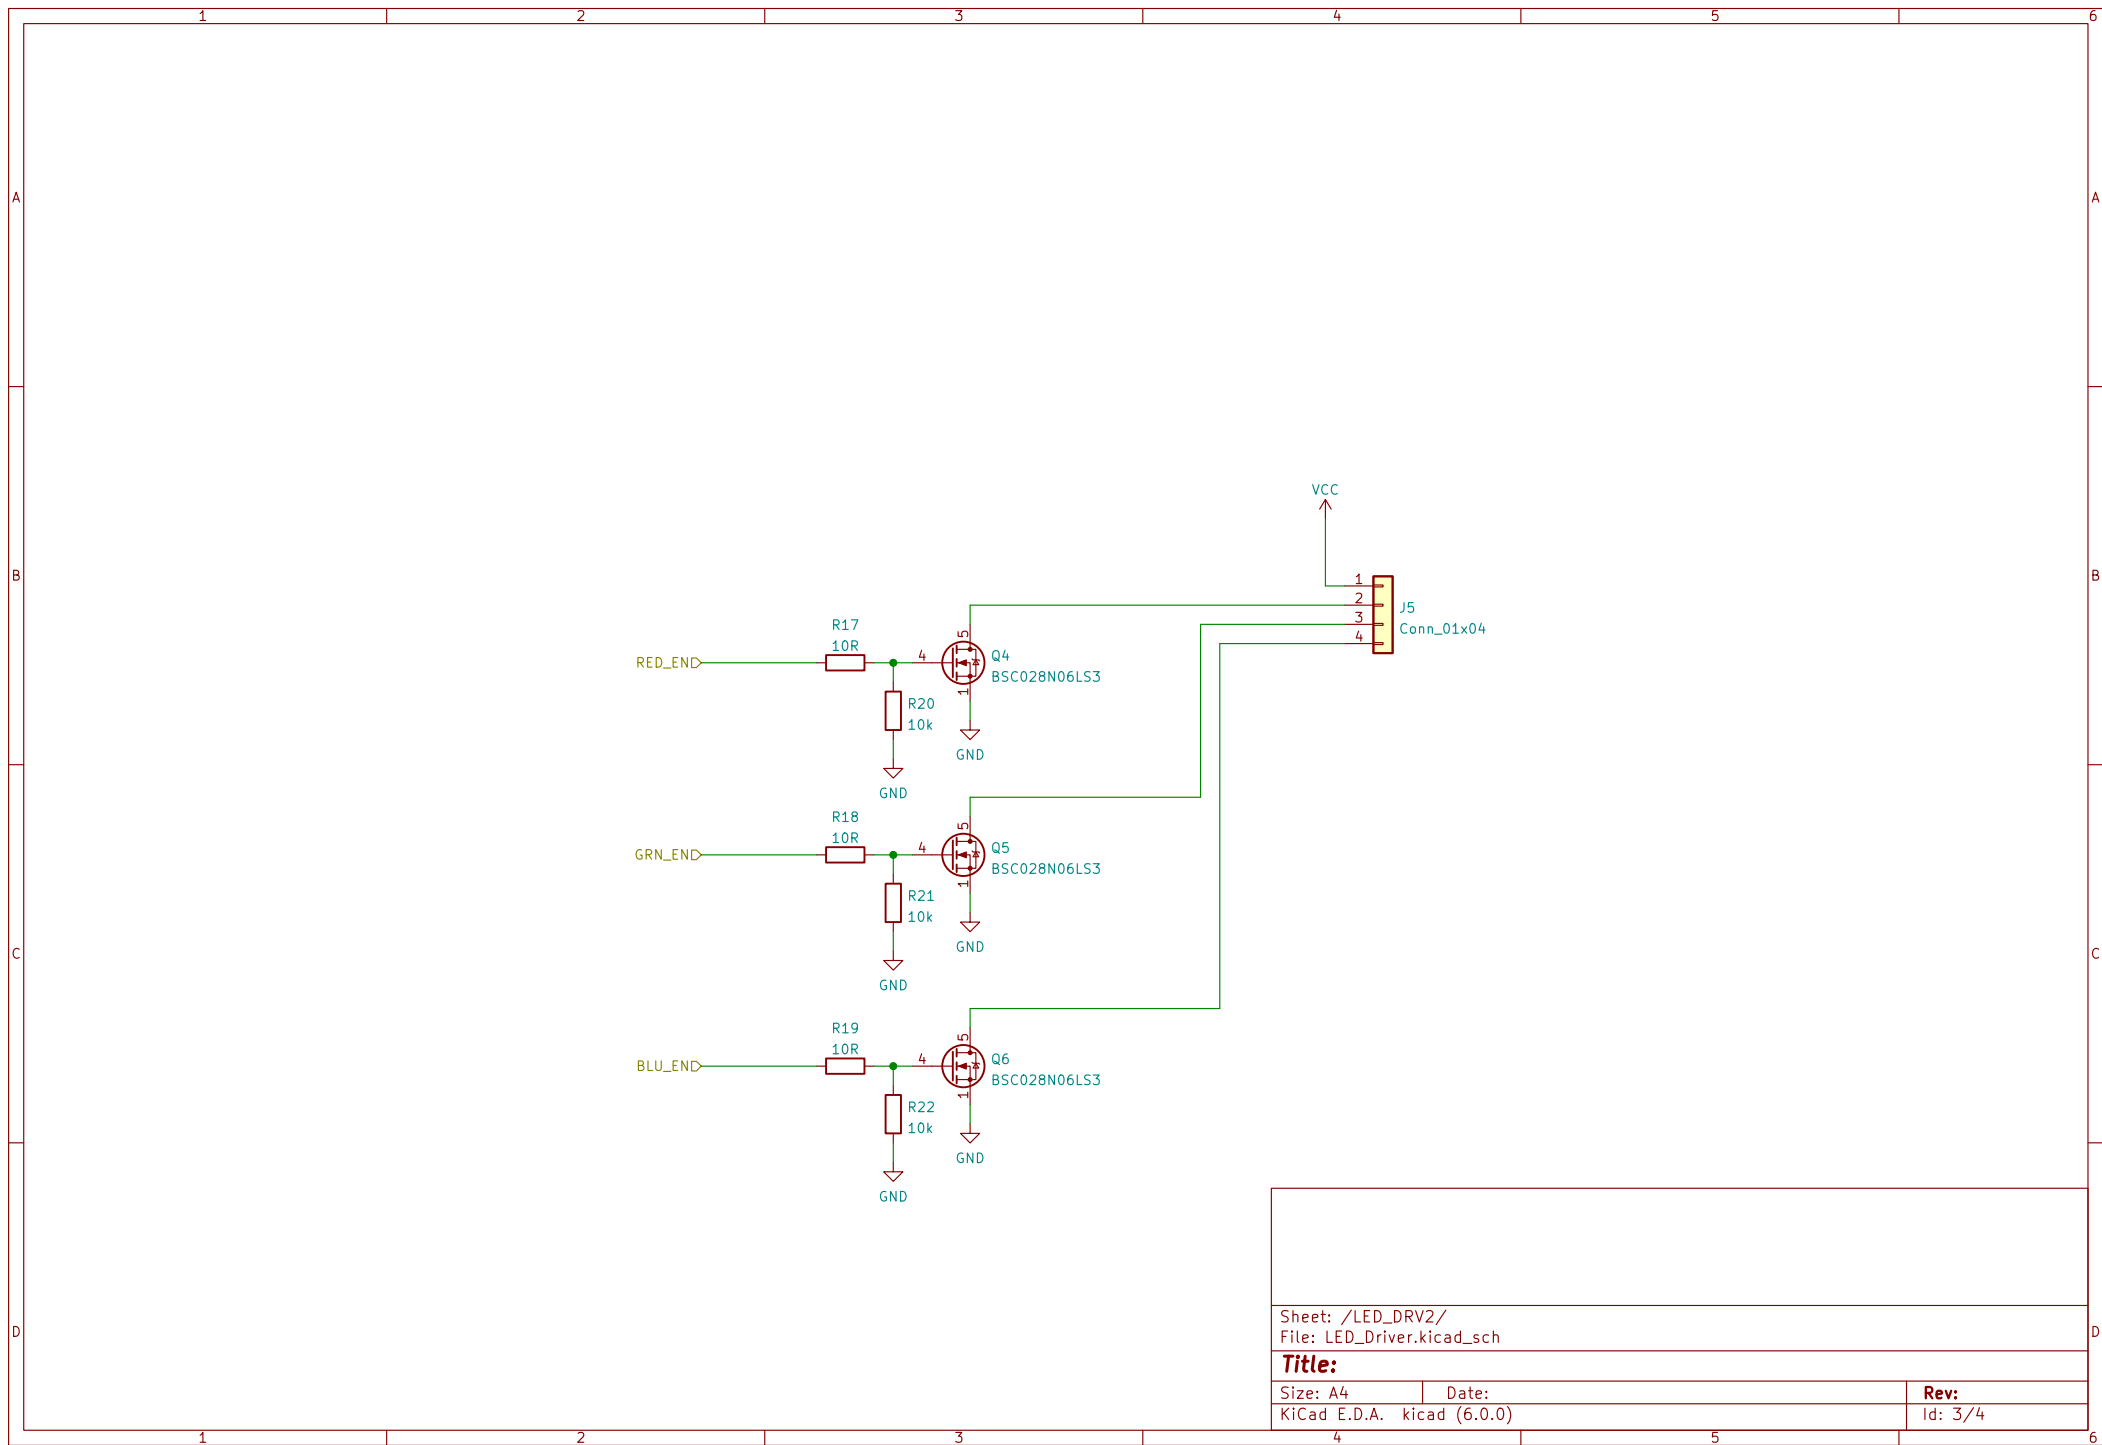 1 2 3 4 5 6
A A
VCC
B B
1
2
3
4
J5
Conn_01x04
R17
10R
RED_EN
4
5
1
Q4
BSC028N06LS3
R20
10k
GND
GND
R18
10R
GRN_EN
4
5
1
Q5
BSC028N06LS3
R21
10k
GND
GND
C C
R19
10R
BLU_EN
4
5
1
Q6
BSC028N06LS3
R22
10k
GND
GND
D D
Sheet: /LED_DRV2/
File: LED_Driver.kicad_sch
Title:
Size: A4 Date: Rev:
KiCad E.D.A. kicad (6.0.0) Id: 3/4
1 2 3 4 5 6